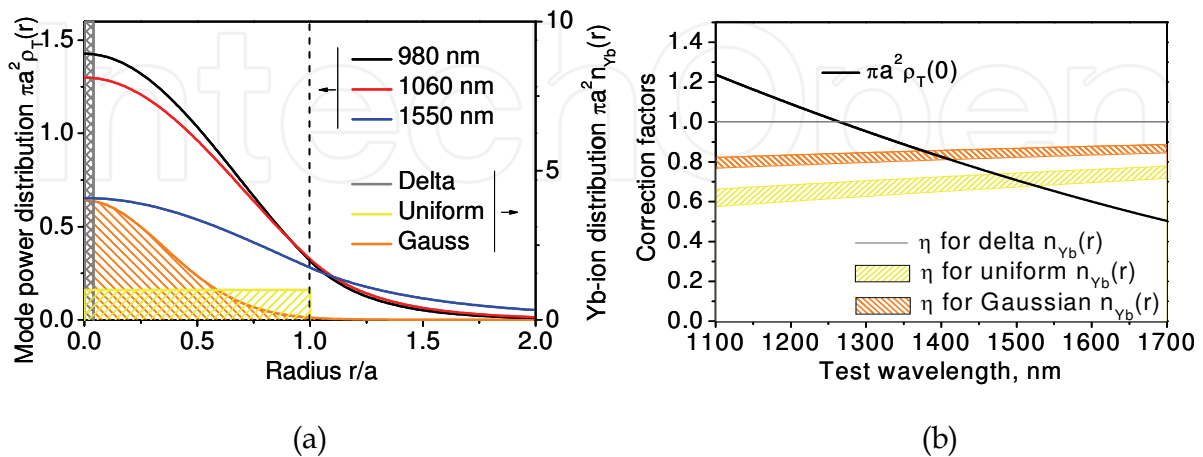 IntechOpen
1.5
1.0
0.5
0.0
Mode power distribution πa²ρ_T(r)
0.0 0.5 1.0 1.5 2.0
Radius r/a
10
5
0
Yb-ion distribution πa²n_Yb(r)
980 nm
1060 nm
1550 nm
Delta
Uniform
Gauss
(a)
1.4
1.2
1.0
0.8
0.6
0.4
0.2
0.0
Correction factors
1100 1200 1300 1400 1500 1600 1700
Test wavelength, nm
πa²ρ_T(0)
η for delta n_Yb(r)
η for uniform n_Yb(r)
η for Gaussian n_Yb(r)
(b)